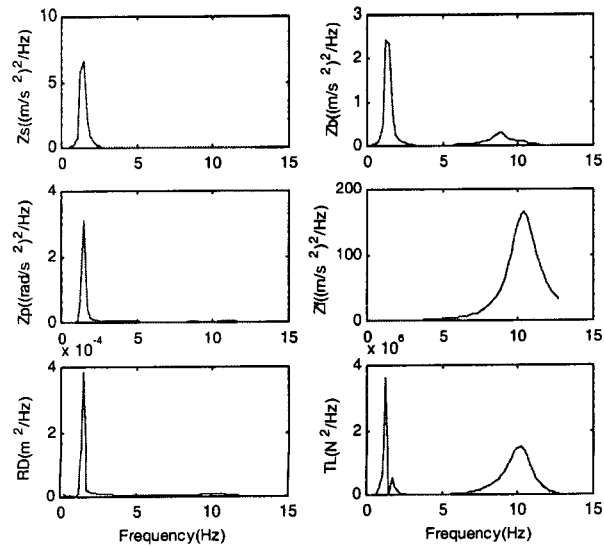 10
5
0
Zs((m/s ²)²/Hz)
0 5 10 15
3
2
1
0
Zb((m/s ²)²/Hz)
0 5 10 15
4
2
0
Zp((rad/s ²)²/Hz)
0 5 10 15
200
100
0
Zf((m/s ²)²/Hz)
0 5 10 15
x 10⁻⁴
4
2
0
RD(m ²/Hz)
0 5 10 15
Frequency(Hz)
x 10⁶
4
2
0
TL(N ²/Hz)
0 5 10 15
Frequency(Hz)